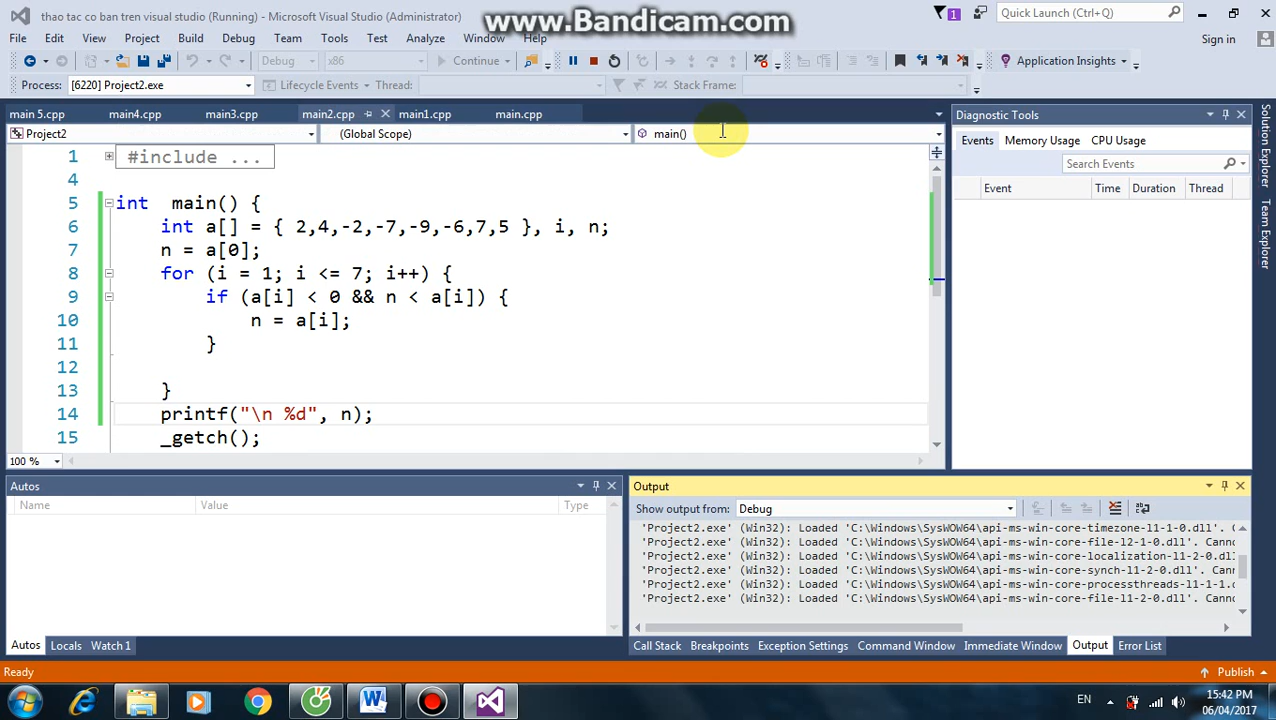 thao tac co ban tren visual studio (Running) - Microsoft Visual Studio (Administrator)
www.Bandicam.com
1
Quick Launch (Ctrl+Q)
File Edit View Project Build Debug Team Tools Test Analyze Window Help
Sign in
Debug x86 Continue Application Insights
Process: [6220] Project2.exe Lifecycle Events Thread: Stack Frame:
main 5.cpp main4.cpp main3.cpp main2.cpp main1.cpp main.cpp
Project2 (Global Scope) main()
1 #include ...
4
5 int main() {
6 int a[] = { 2,4,-2,-7,-9,-6,7,5 }, i, n;
7 n = a[0];
8 for (i = 1; i <= 7; i++) {
9 if (a[i] < 0 && n < a[i]) {
10 n = a[i];
11 }
12
13 }
14 printf("\n %d", n);
15 _getch();
100 %
Diagnostic Tools
Events Memory Usage CPU Usage
Search Events
Event Time Duration Thread
Solution Explorer
Team Explorer
Autos
Name Value Type
Autos Locals Watch 1
Output
Show output from: Debug
'Project2.exe' (Win32): Loaded 'C:\Windows\SysWOW64\api-ms-win-core-timezone-l1-1-0.dll'. C
'Project2.exe' (Win32): Loaded 'C:\Windows\SysWOW64\api-ms-win-core-file-l2-1-0.dll'. Canno
'Project2.exe' (Win32): Loaded 'C:\Windows\SysWOW64\api-ms-win-core-localization-l1-2-0.dll
'Project2.exe' (Win32): Loaded 'C:\Windows\SysWOW64\api-ms-win-core-synch-l1-2-0.dll'. Cann
'Project2.exe' (Win32): Loaded 'C:\Windows\SysWOW64\api-ms-win-core-processthreads-l1-1-1.d
'Project2.exe' (Win32): Loaded 'C:\Windows\SysWOW64\api-ms-win-core-file-l1-2-0.dll'. Canno
Call Stack Breakpoints Exception Settings Command Window Immediate Window Output Error List
Ready
Publish
EN
15:42 PM
06/04/2017